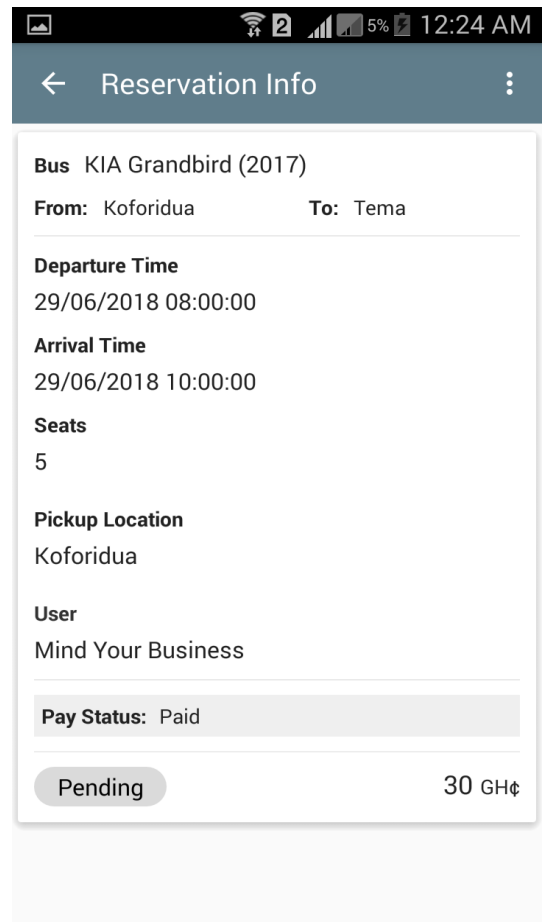 2 5% 12:24 AM
Reservation Info
Bus KIA Grandbird (2017)
From: Koforidua To: Tema
Departure Time
29/06/2018 08:00:00
Arrival Time
29/06/2018 10:00:00
Seats
5
Pickup Location
Koforidua
User
Mind Your Business
Pay Status: Paid
Pending 30 GH¢